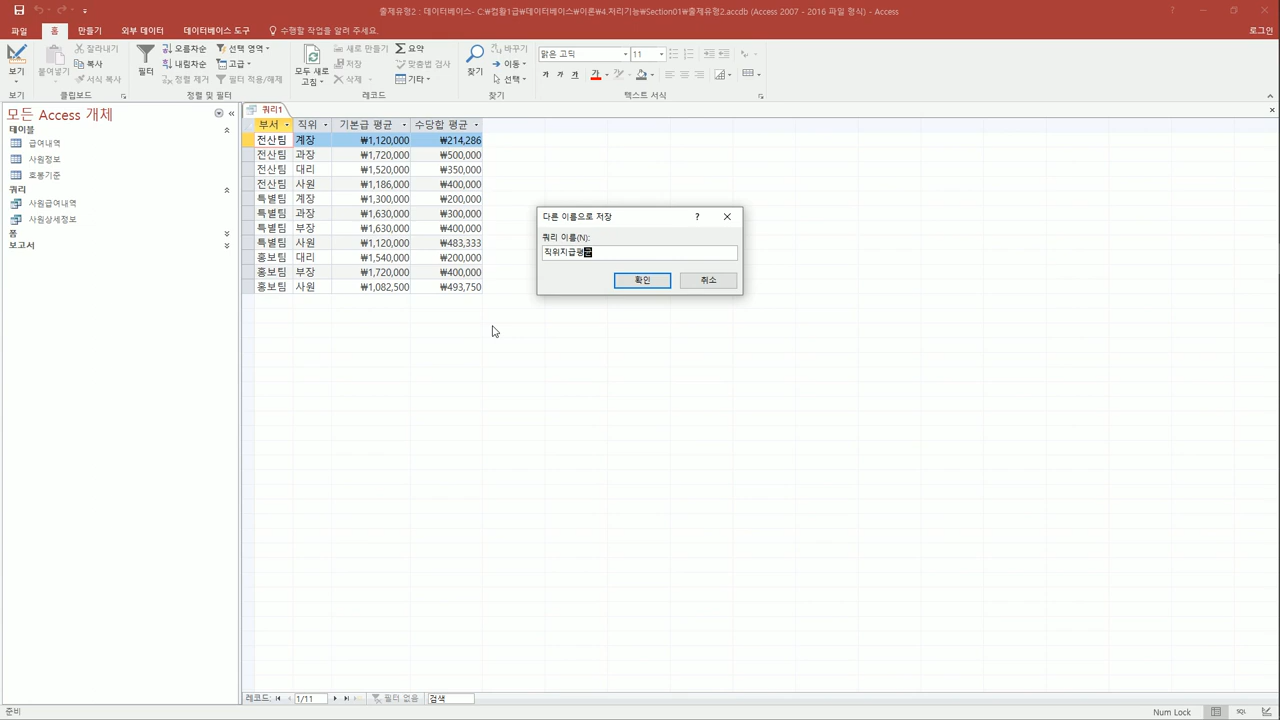 출제유형2 : 데이터베이스- C:₩컴활1급₩데이터베이스₩이론₩4.처리기능₩Section01₩출제유형2.accdb (Access 2007 - 2016 파일 형식) - Access
파일 홈 만들기 외부 데이터 데이터베이스 도구 수행할 작업을 알려 주세요. 로그인
잘라내기 오름차순 선택 영역 새로 만들기 요약 바꾸기 맑은 고딕 11
보기 붙여넣기 복사 필터 내림차순 고급 모두 새로 고침 저장 맞춤법 검사 찾기 이동
서식 복사 정렬 제거 필터 적용/해제 삭제 기타 선택 가 가 가 가
보기 클립보드 정렬 및 필터 레코드 찾기 텍스트 서식
모든 Access 개체
테이블
급여내역
사원정보
호봉기준
쿼리
사원급여내역
사원상세정보
폼
보고서
쿼리1
부서 직위 기본급 평균 수당합 평균
전산팀 계장 ₩1,120,000 ₩214,286
전산팀 과장 ₩1,720,000 ₩500,000
전산팀 대리 ₩1,520,000 ₩350,000
전산팀 사원 ₩1,186,000 ₩400,000
특별팀 계장 ₩1,300,000 ₩200,000
특별팀 과장 ₩1,630,000 ₩300,000
특별팀 부장 ₩1,630,000 ₩400,000
특별팀 사원 ₩1,120,000 ₩483,333
홍보팀 대리 ₩1,540,000 ₩200,000
홍보팀 부장 ₩1,720,000 ₩400,000
홍보팀 사원 ₩1,082,500 ₩493,750
다른 이름으로 저장 ?
쿼리 이름(N):
직위지급평균
확인 취소
레코드: 1/11 필터 없음 검색
준비 Num Lock SQL